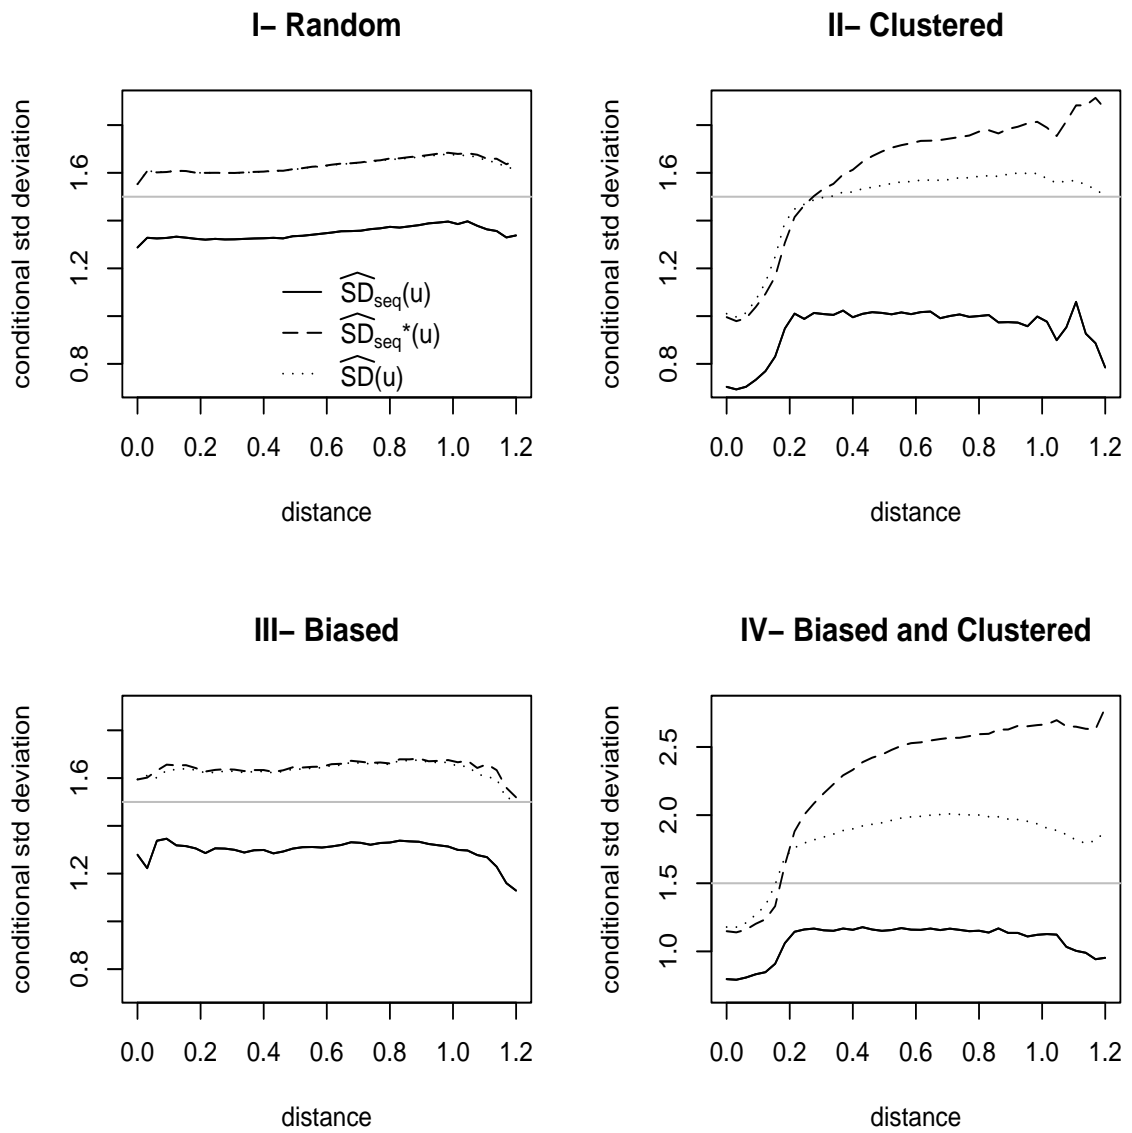 I– Random
conditional std deviation
1.6
1.2
0.8
SD_seq(u)
SD_seq*(u)
SD(u)
0.0 0.2 0.4 0.6 0.8 1.0 1.2
distance
II– Clustered
conditional std deviation
1.6
1.2
0.8
0.0 0.2 0.4 0.6 0.8 1.0 1.2
distance
III– Biased
conditional std deviation
1.6
1.2
0.8
0.0 0.2 0.4 0.6 0.8 1.0 1.2
distance
IV– Biased and Clustered
conditional std deviation
2.5
2.0
1.5
1.0
0.0 0.2 0.4 0.6 0.8 1.0 1.2
distance